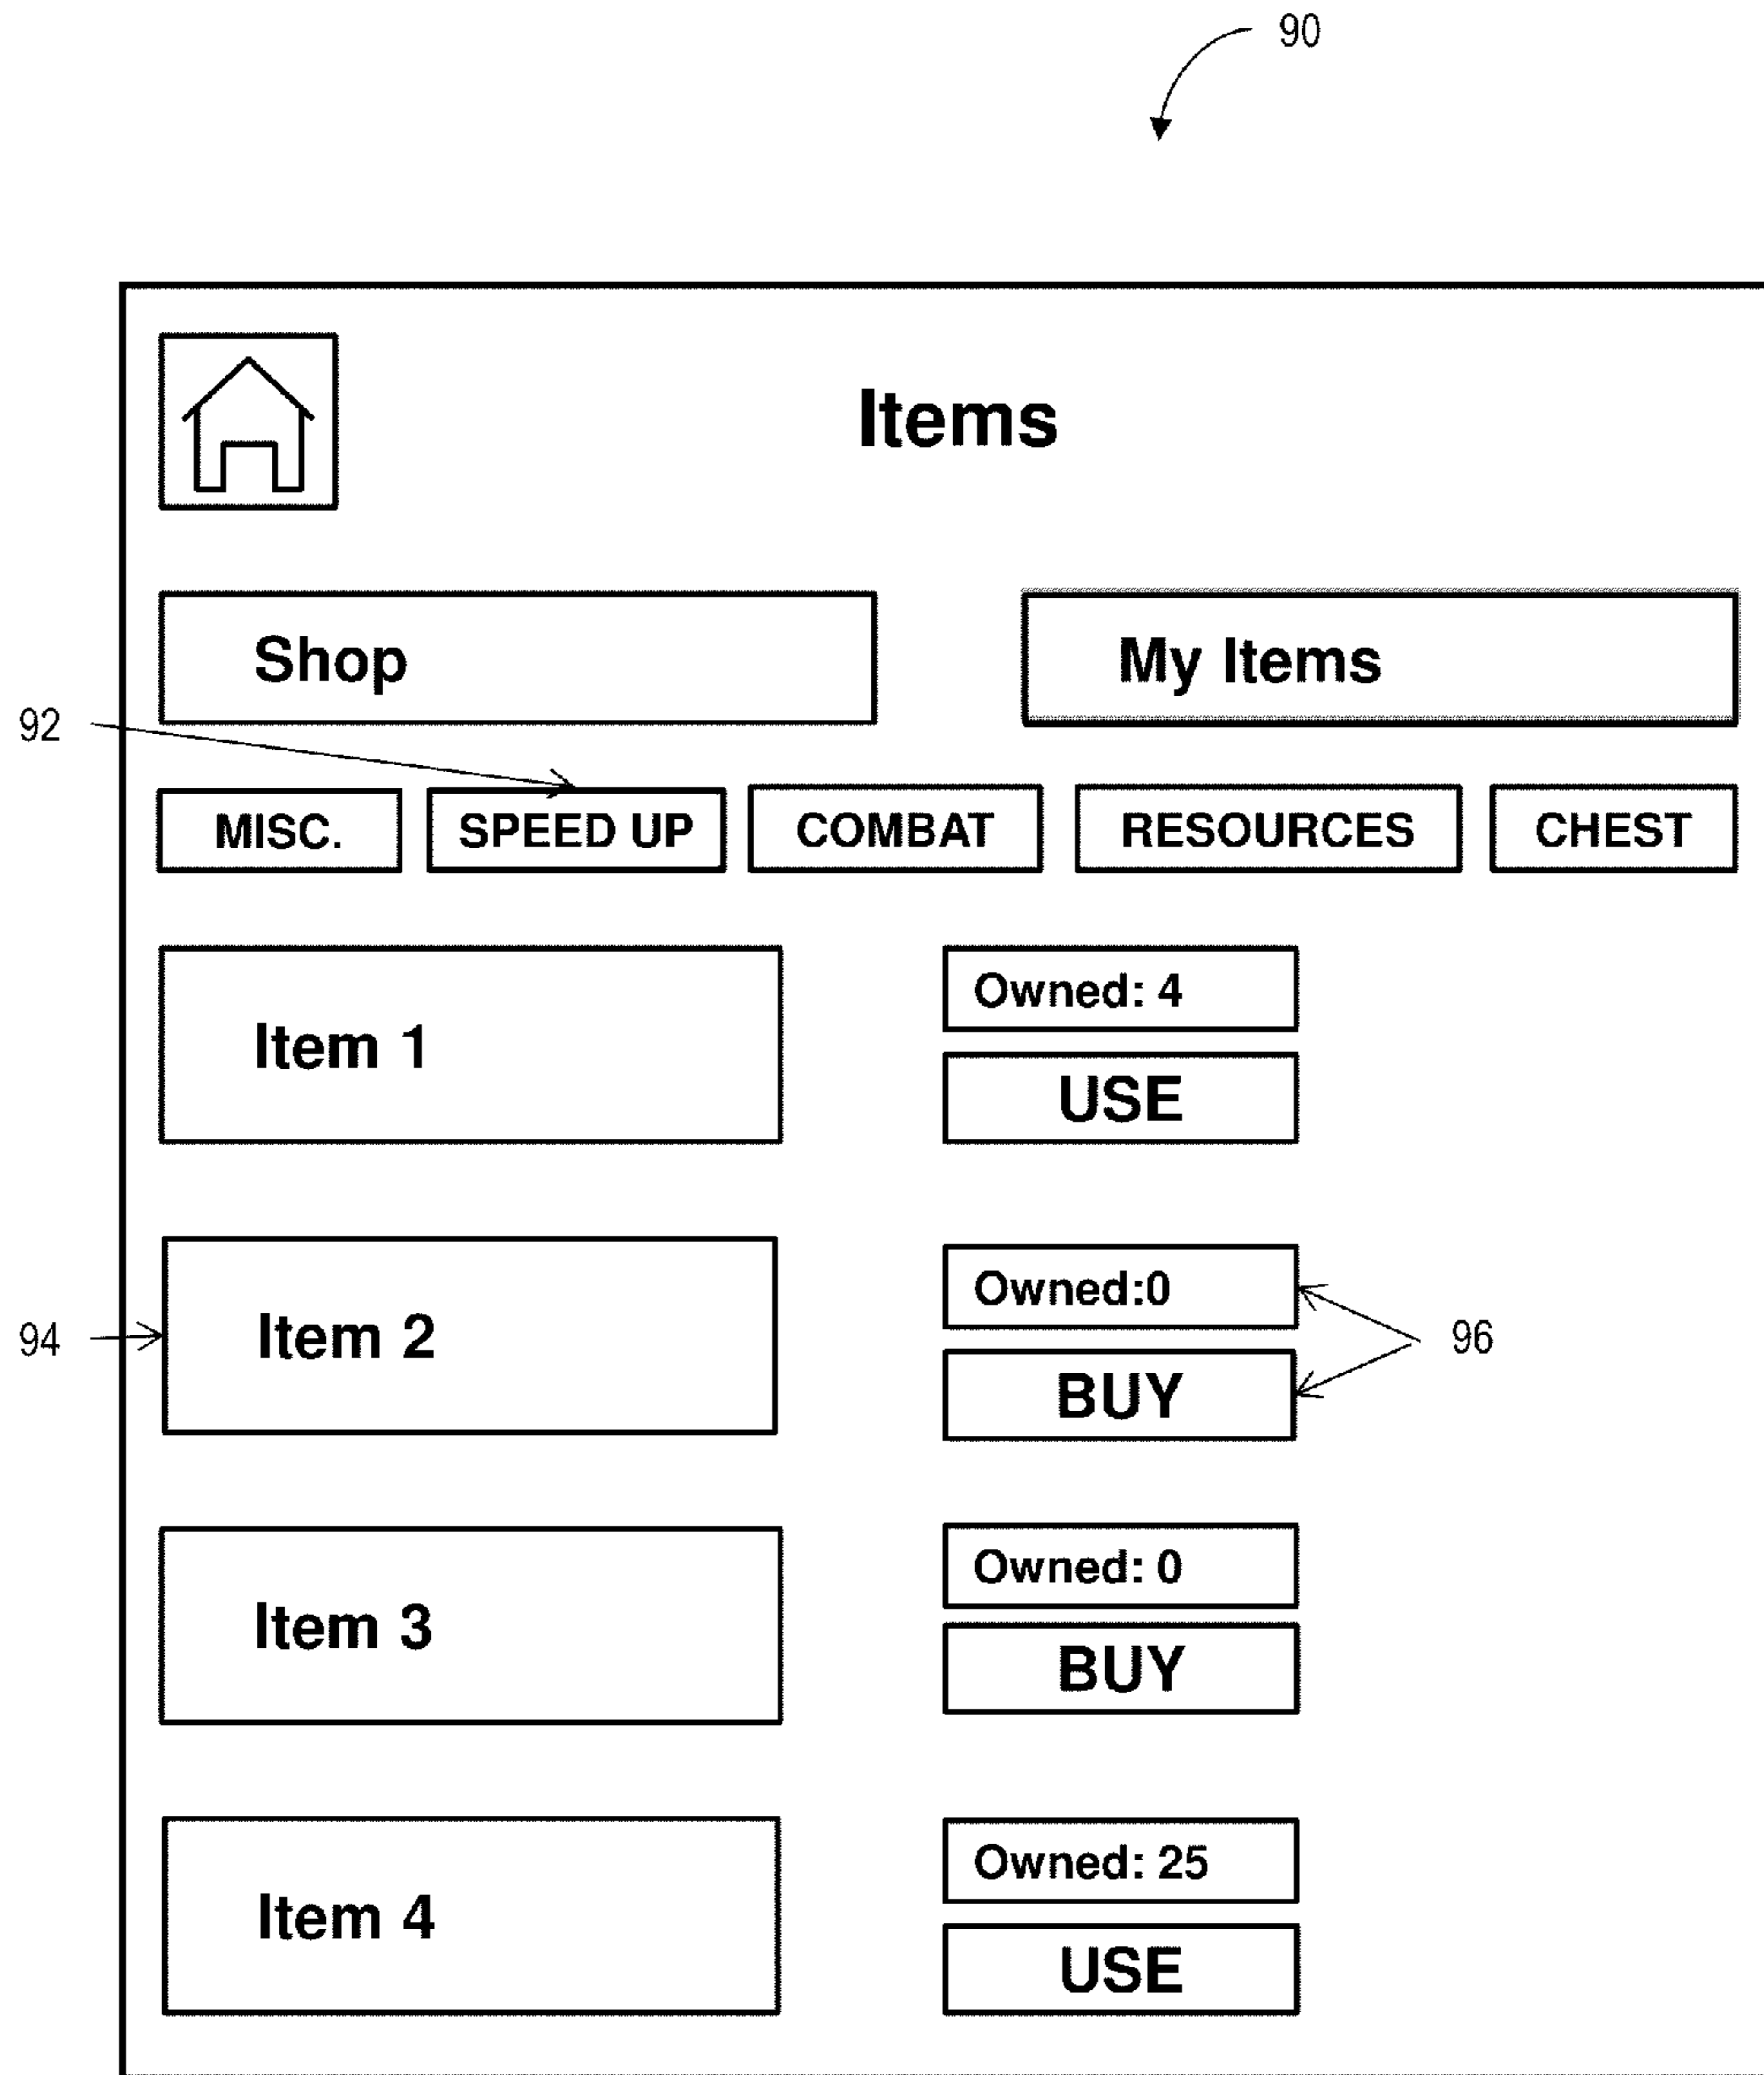 90
Items
Shop My Items
92
MISC. SPEED UP COMBAT RESOURCES CHEST
Item 1
Owned: 4
USE
94
Item 2
Owned:0
BUY
96
Item 3
Owned: 0
BUY
Item 4
Owned: 25
USE